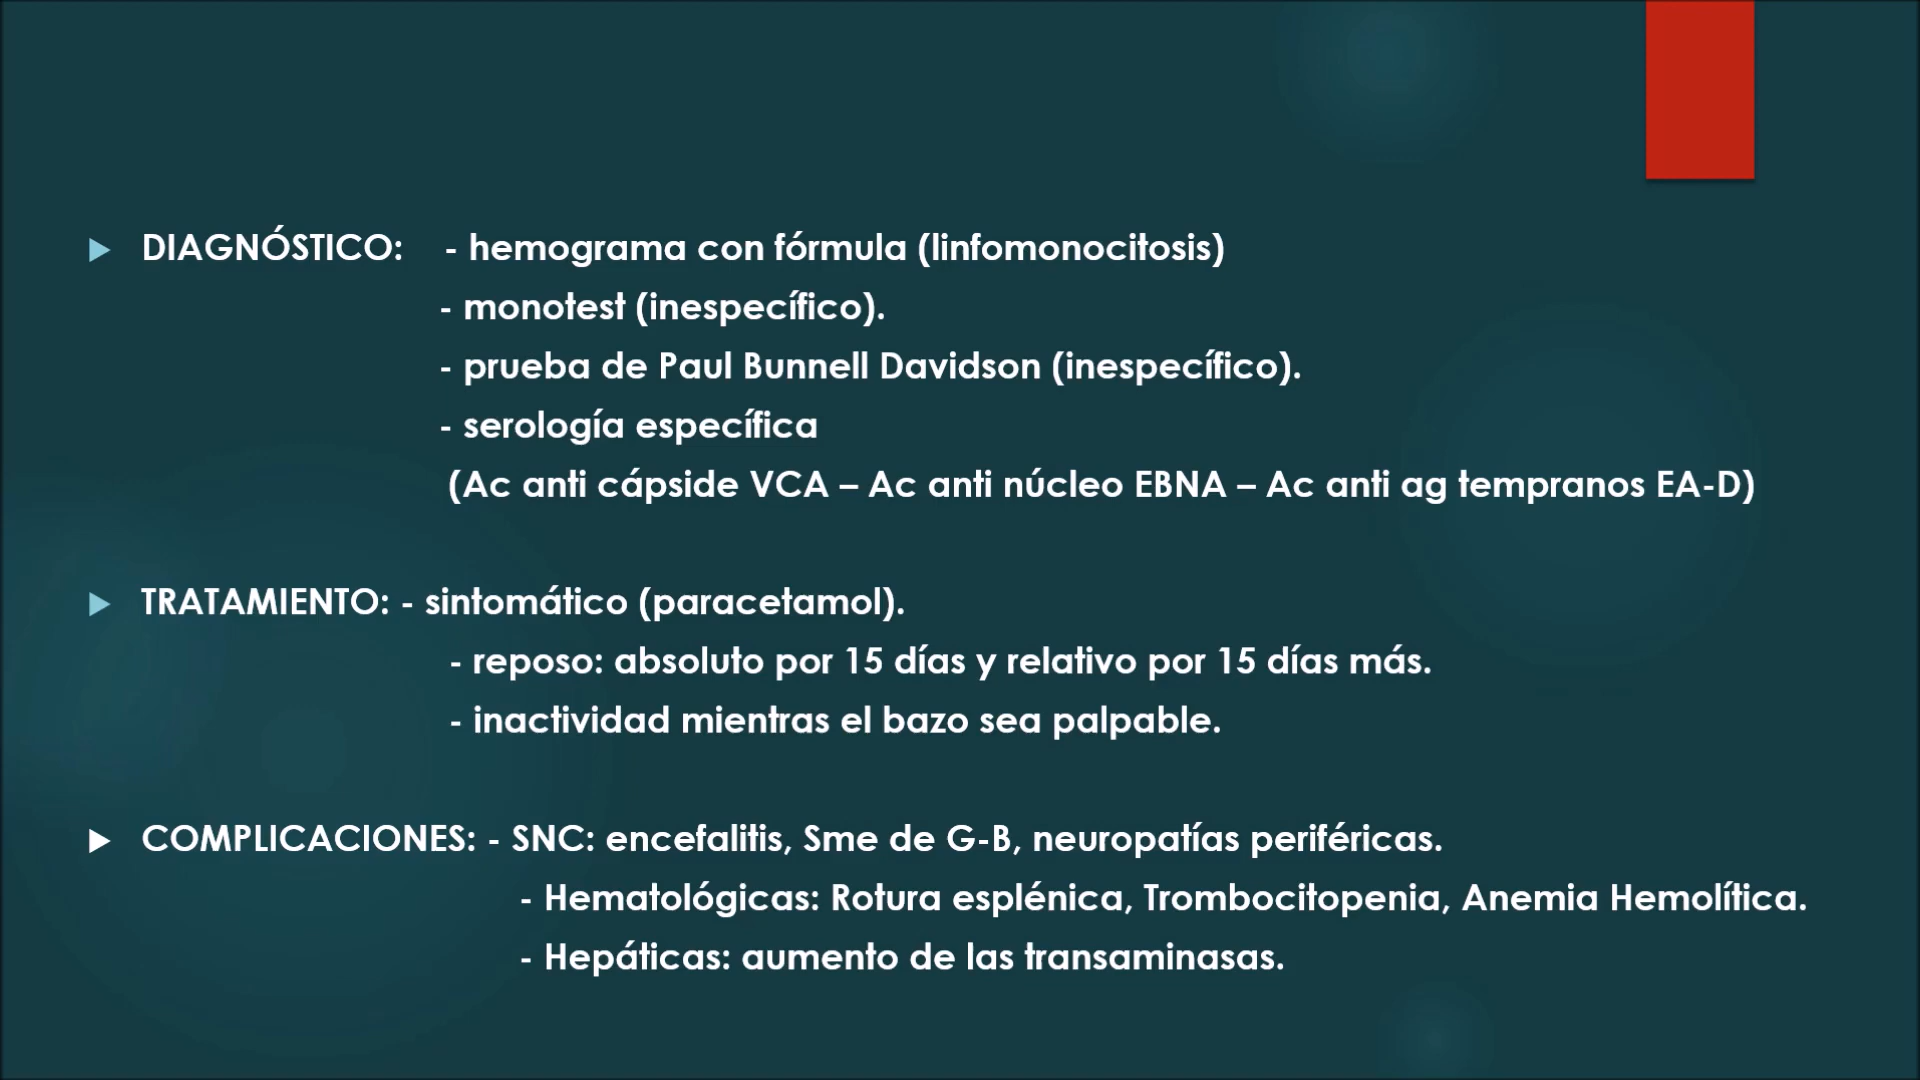 DIAGNÓSTICO: - hemograma con fórmula (linfomonocitosis)
- monotest (inespecífico).
- prueba de Paul Bunnell Davidson (inespecífico).
- serología específica
(Ac anti cápside VCA – Ac anti núcleo EBNA – Ac anti ag tempranos EA-D)
TRATAMIENTO: - sintomático (paracetamol).
- reposo: absoluto por 15 días y relativo por 15 días más.
- inactividad mientras el bazo sea palpable.
COMPLICACIONES: - SNC: encefalitis, Sme de G-B, neuropatías periféricas.
- Hematológicas: Rotura esplénica, Trombocitopenia, Anemia Hemolítica.
- Hepáticas: aumento de las transaminasas.